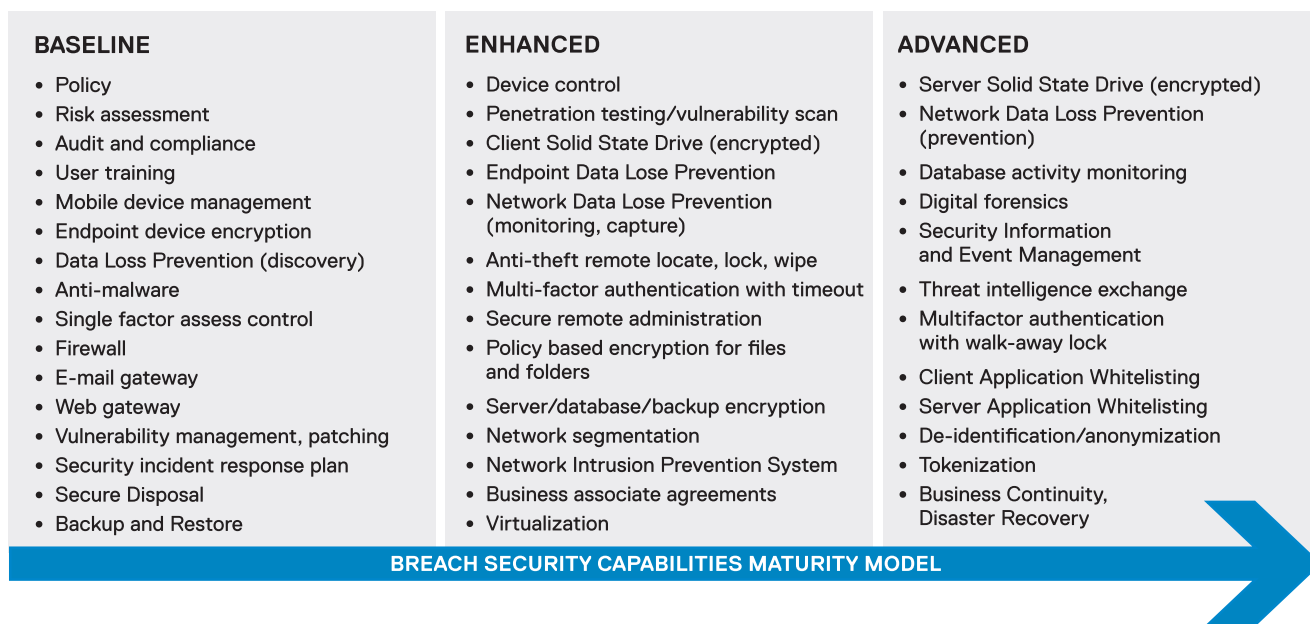 BASELINE
• Policy
• Risk assessment
• Audit and compliance
• User training
• Mobile device management
• Endpoint device encryption
• Data Loss Prevention (discovery)
• Anti-malware
• Single factor assess control
• Firewall
• E-mail gateway
• Web gateway
• Vulnerability management, patching
• Security incident response plan
• Secure Disposal
• Backup and Restore
ENHANCED
• Device control
• Penetration testing/vulnerability scan
• Client Solid State Drive (encrypted)
• Endpoint Data Lose Prevention
• Network Data Lose Prevention
(monitoring, capture)
• Anti-theft remote locate, lock, wipe
• Multi-factor authentication with timeout
• Secure remote administration
• Policy based encryption for files
and folders
• Server/database/backup encryption
• Network segmentation
• Network Intrusion Prevention System
• Business associate agreements
• Virtualization
ADVANCED
• Server Solid State Drive (encrypted)
• Network Data Loss Prevention
(prevention)
• Database activity monitoring
• Digital forensics
• Security Information
and Event Management
• Threat intelligence exchange
• Multifactor authentication
with walk-away lock
• Client Application Whitelisting
• Server Application Whitelisting
• De-identification/anonymization
• Tokenization
• Business Continuity,
Disaster Recovery
BREACH SECURITY CAPABILITIES MATURITY MODEL